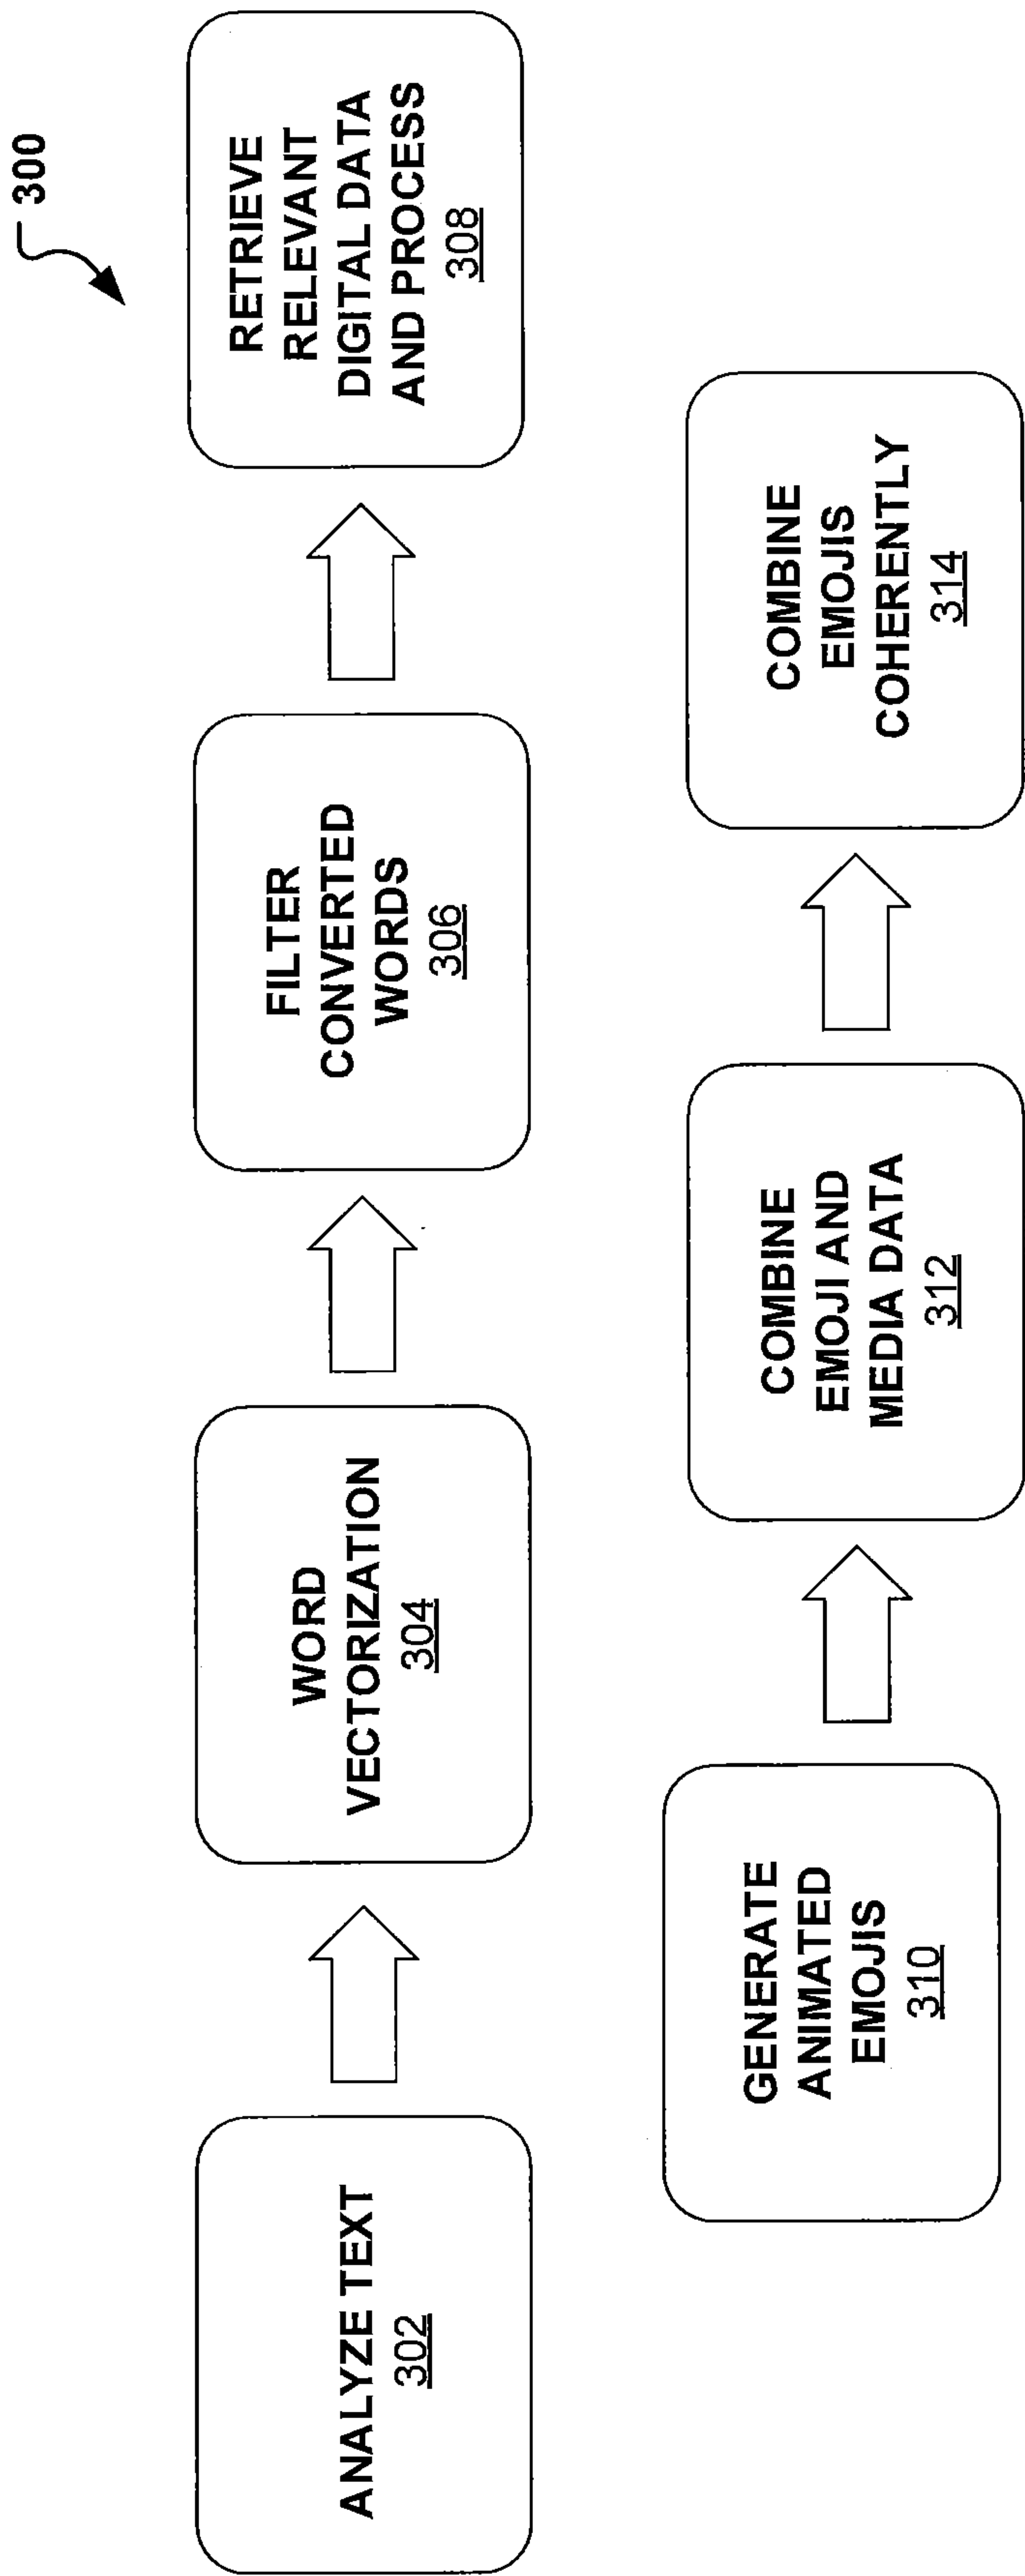 300
ANALYZE TEXT
302
WORD
VECTORIZATION
304
FILTER
CONVERTED
WORDS
306
RETRIEVE
RELEVANT
DIGITAL DATA
AND PROCESS
308
GENERATE
ANIMATED
EMOJIS
310
COMBINE
EMOJI AND
MEDIA DATA
312
COMBINE
EMOJIS
COHERENTLY
314